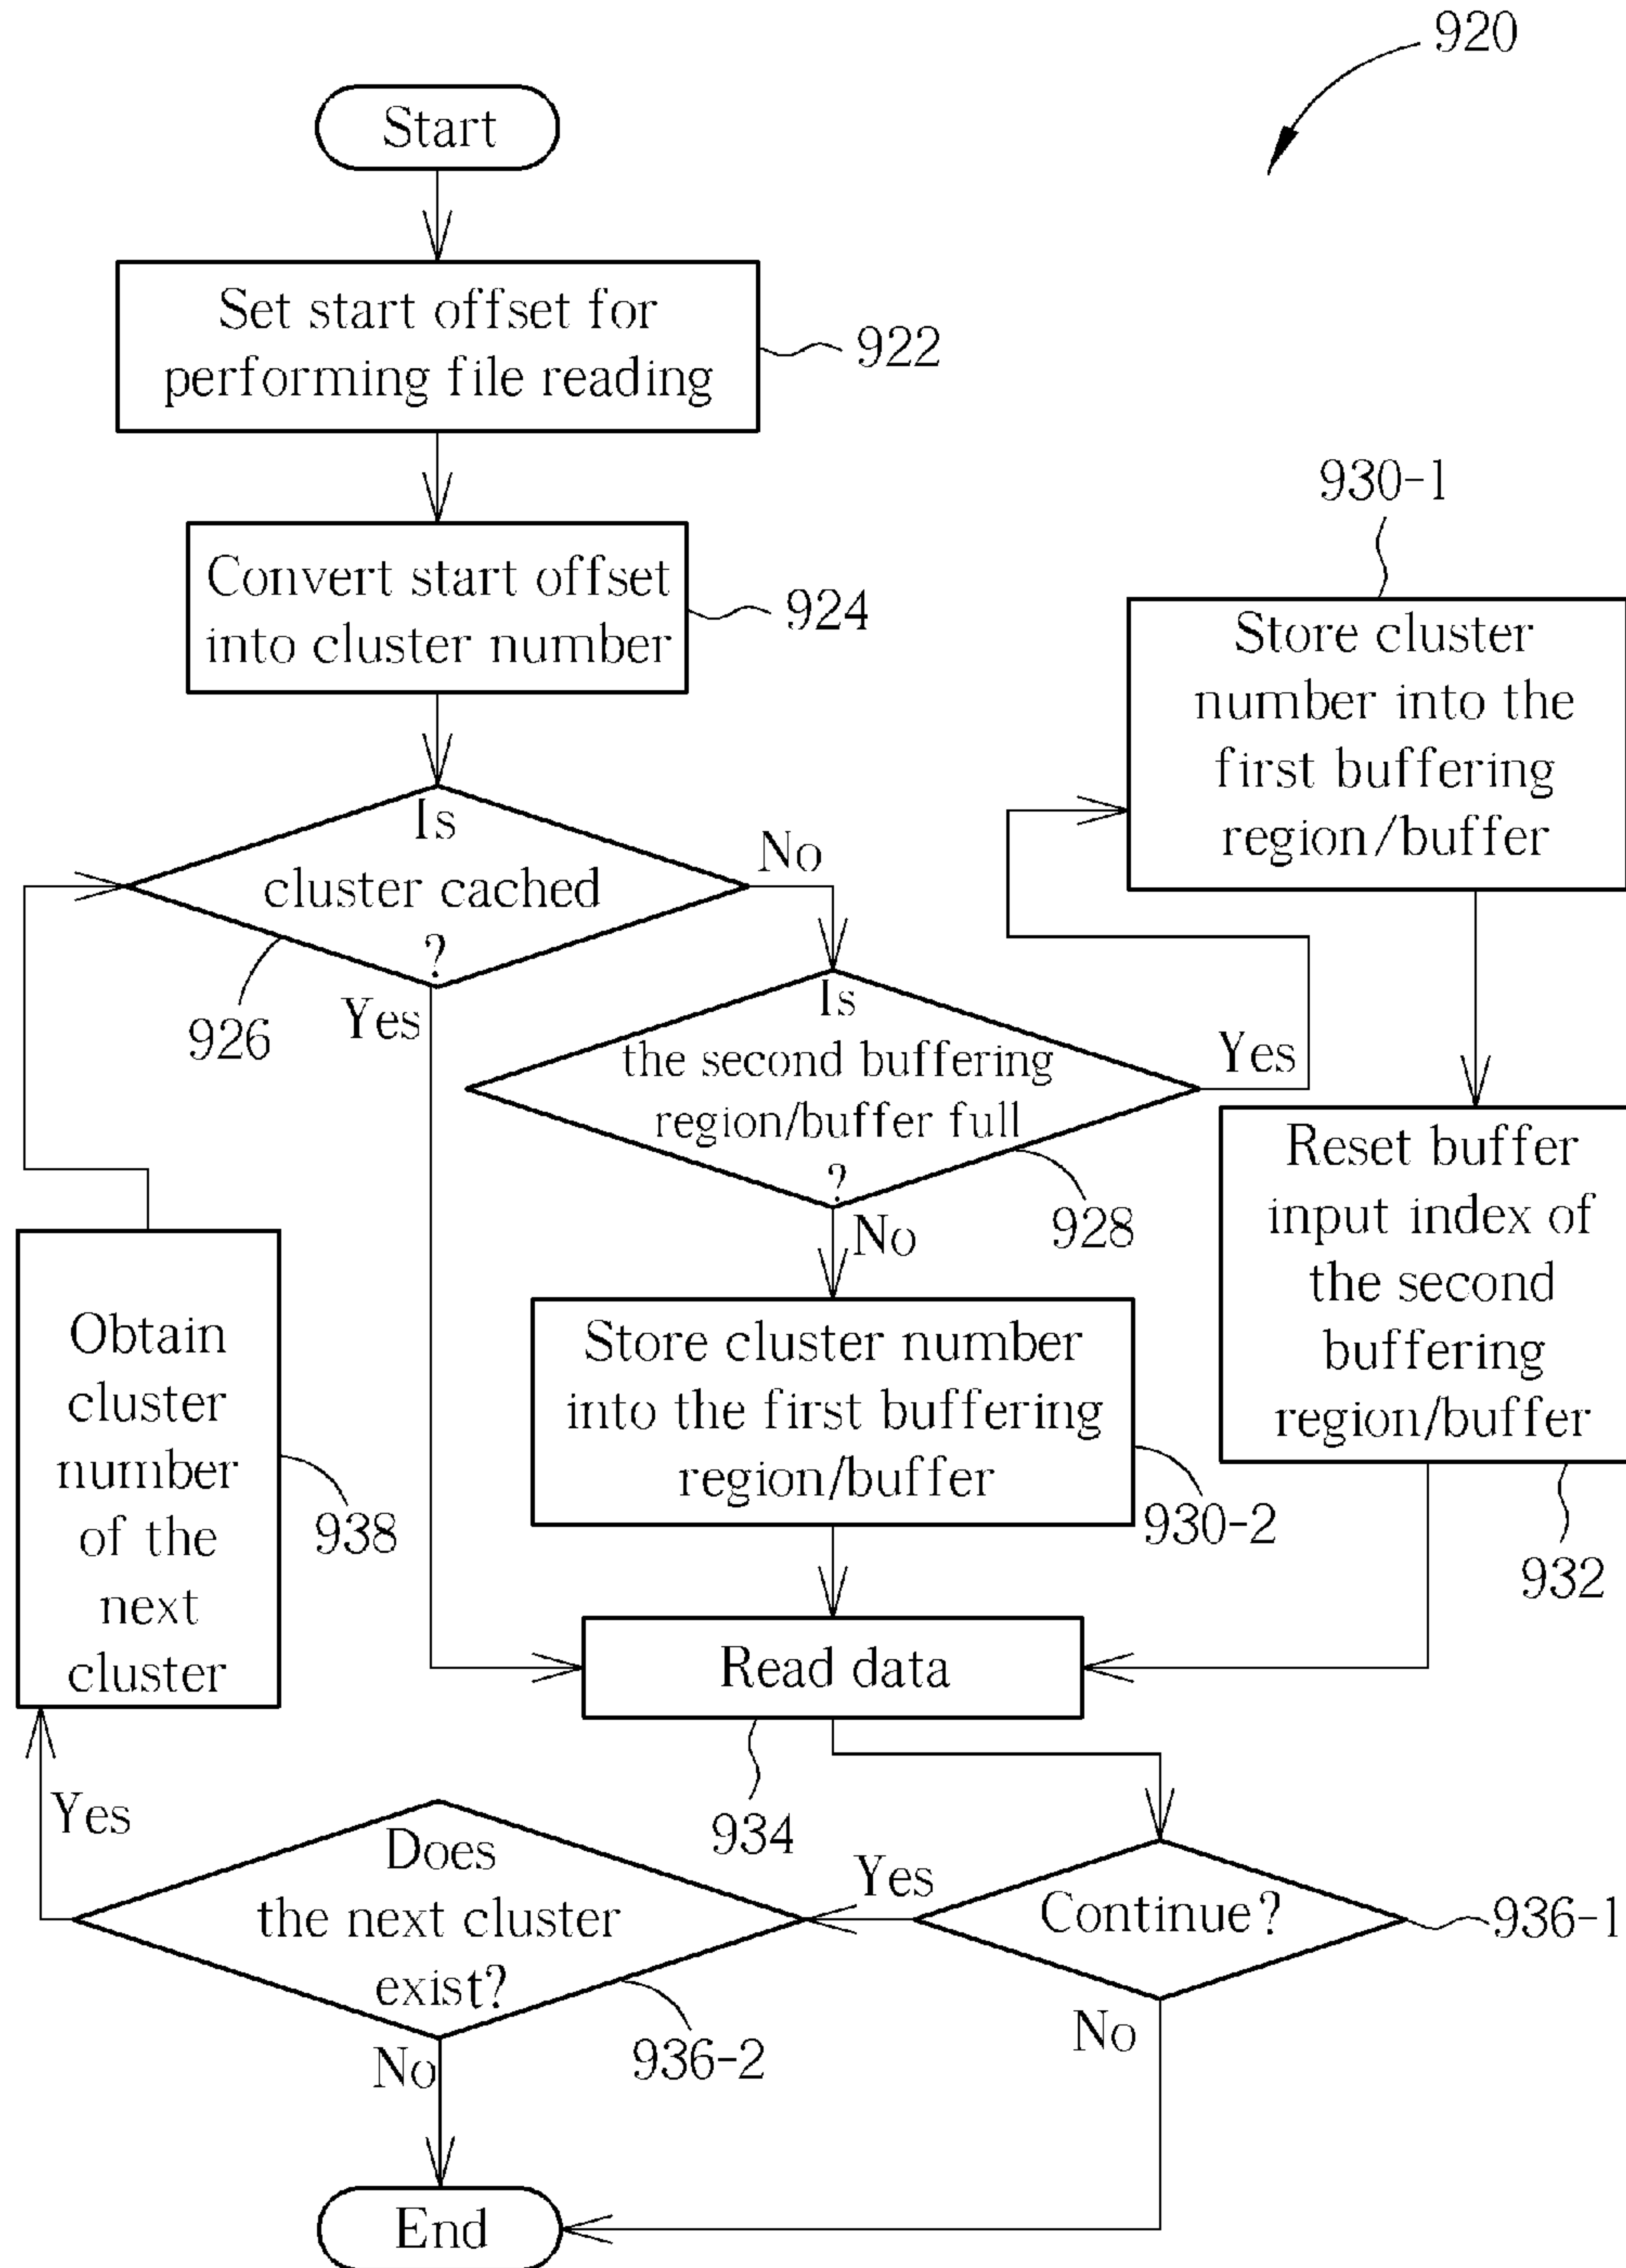 920
Start
Set start offset for
performing file reading
922
Convert start offset
into cluster number
924
930-1
Store cluster
number into the
first buffering
region/buffer
Is
cluster cached
?
No
Yes
926
Is
the second buffering
region/buffer full
?
Yes
No
928
Reset buffer
input index of
the second
buffering
region/buffer
932
Obtain
cluster
number
of the
next
cluster
938
Store cluster number
into the first buffering
region/buffer
930-2
Read data
934
Yes
Does
the next cluster
exist?
Yes
Continue?
936-1
936-2
No
No
End